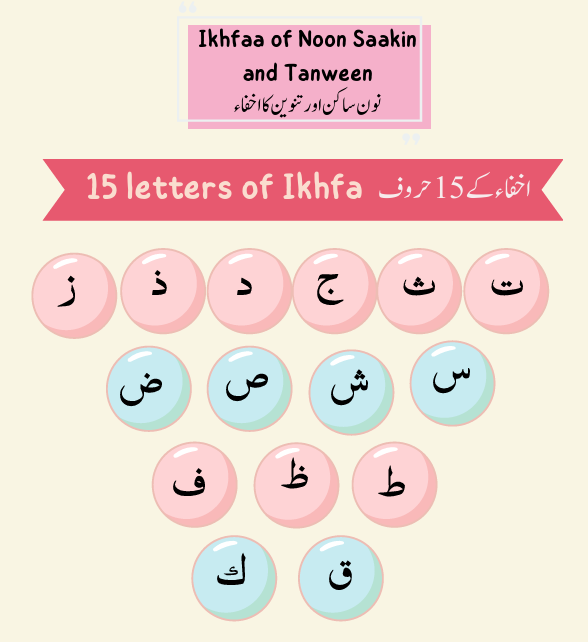 Ikhfaa of Noon Saakin
and Tanween
نون ساکن اور تنوین کا اخفاء
15 letters of Ikhfa اخفاء کے 15 حروف
ت ث ج د ذ ز
س ش ص ض
ط ظ ف
ق ك